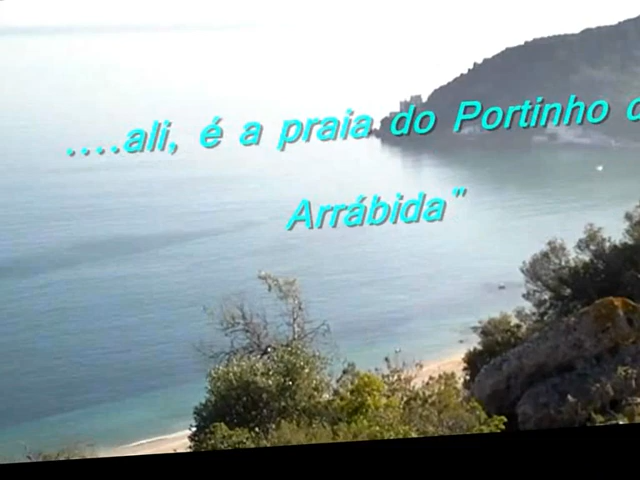 ....ali, é a praia do Portinho d
Arrábida"